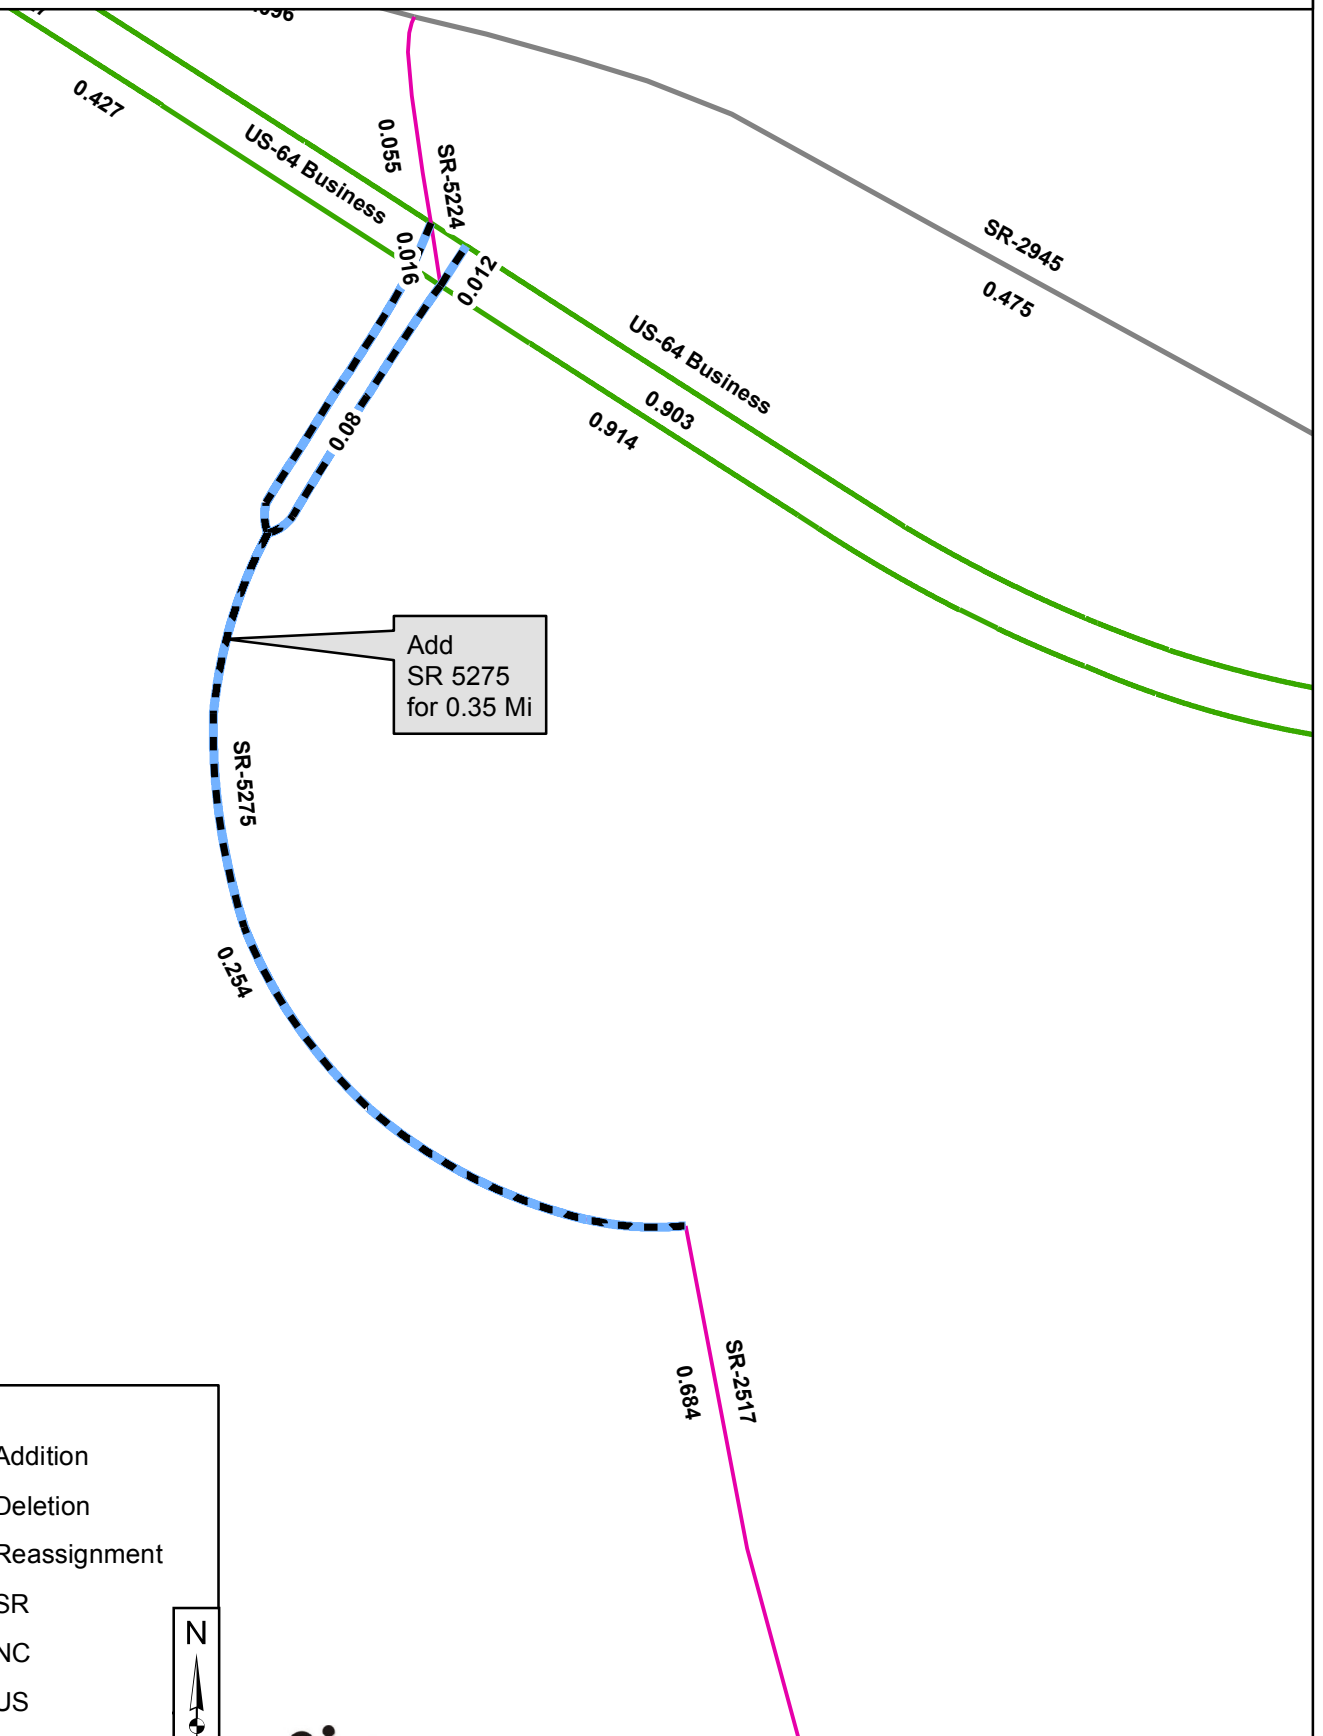 0.427
US-64 Business
0.055
SR-5224
0.016
0.012
SR-2945
0.475
US-64 Business
0.903
0.914
0.08
Add
SR 5275
for 0.35 Mi
SR-5275
0.254
SR-2517
0.684
Addition
Deletion
Reassignment
SR
NC
US
N